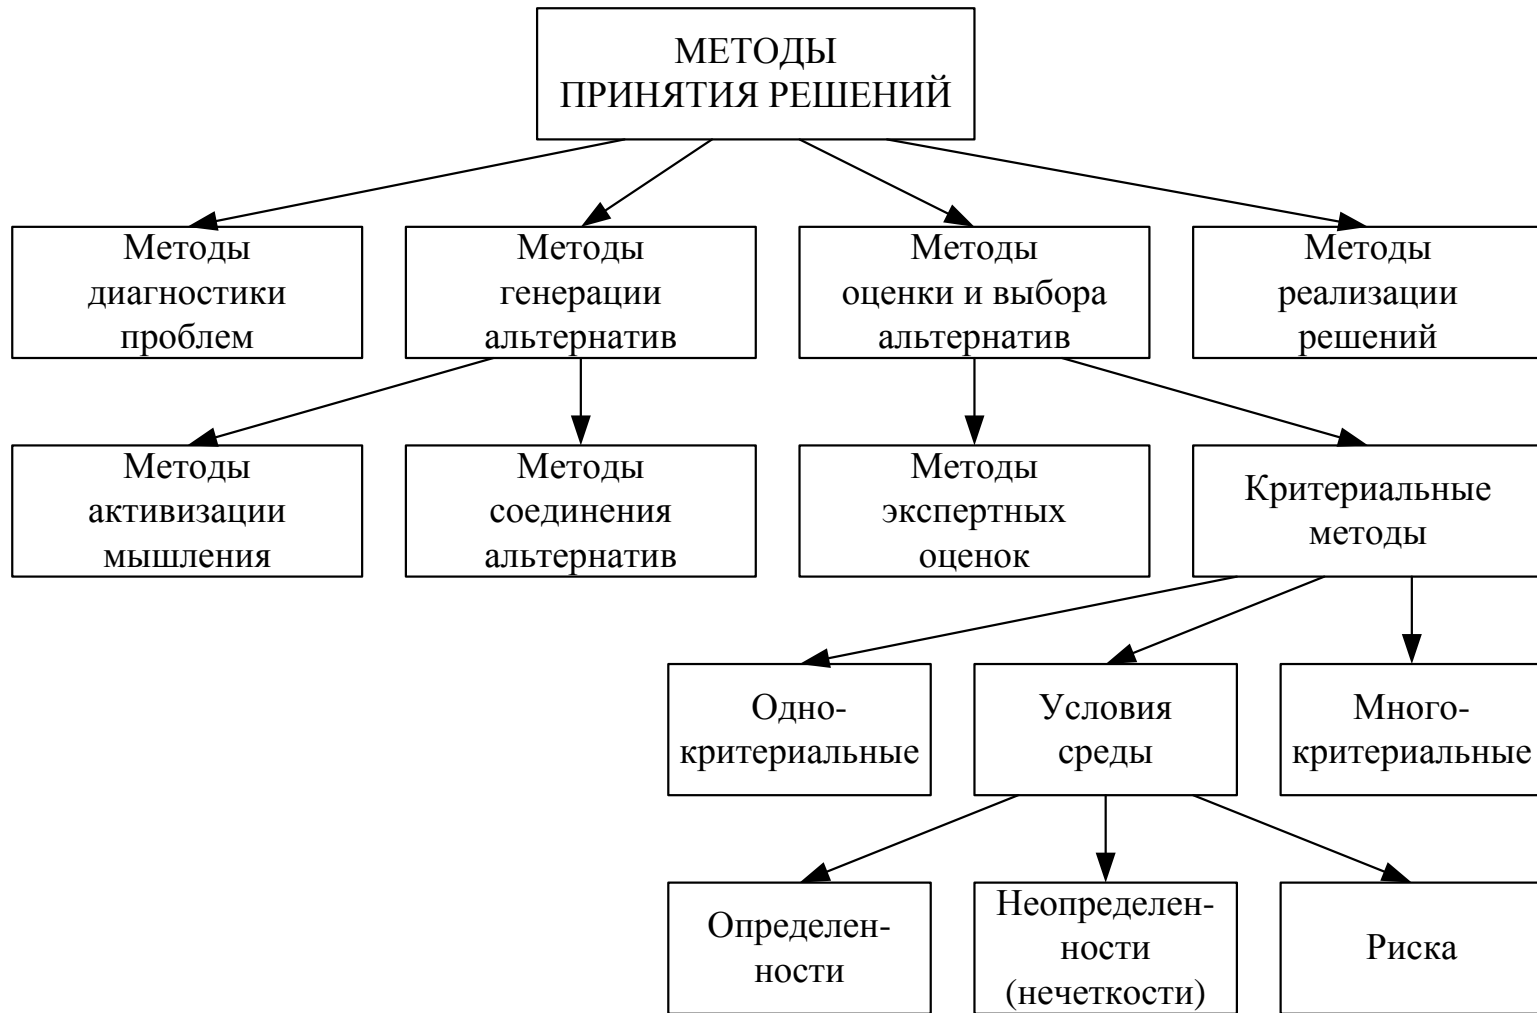 МЕТОДЫ
ПРИНЯТИЯ РЕШЕНИЙ
Методы
диагностики
проблем
Методы
генерации
альтернатив
Методы
оценки и выбора
альтернатив
Методы
реализации
решений
Методы
активизации
мышления
Методы
соединения
альтернатив
Методы
экспертных
оценок
Критериальные
методы
Одно-
критериальные
Условия
среды
Много-
критериальные
Определен-
ности
Неопределен-
ности
(нечеткости)
Риска